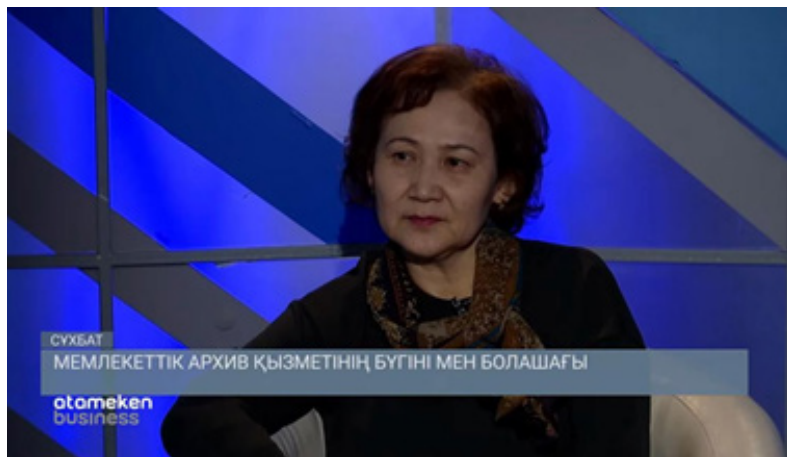 СҰХБАТ
МЕМЛЕКЕТТІК АРХИВ ҚЫЗМЕТІНІҢ БҮГІНІ МЕН БОЛАШАҒЫ
atameken
business